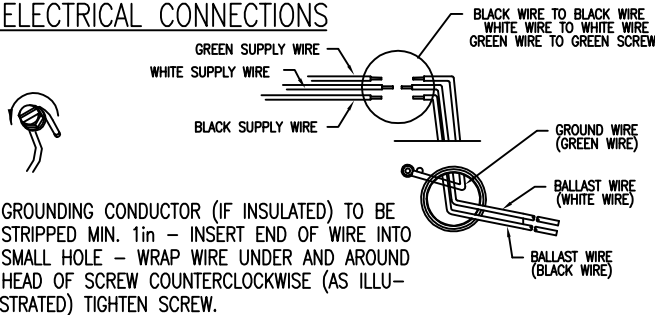 ELECTRICAL CONNECTIONS
BLACK WIRE TO BLACK WIRE
WHITE WIRE TO WHITE WIRE
GREEN WIRE TO GREEN SCREW
GREEN SUPPLY WIRE
WHITE SUPPLY WIRE
BLACK SUPPLY WIRE
GROUND WIRE
(GREEN WIRE)
BALLAST WIRE
(WHITE WIRE)
BALLAST WIRE
(BLACK WIRE)
GROUNDING CONDUCTOR (IF INSULATED) TO BE
STRIPPED MIN. 1in – INSERT END OF WIRE INTO
SMALL HOLE – WRAP WIRE UNDER AND AROUND
HEAD OF SCREW COUNTERCLOCKWISE (AS ILLU–
STRATED) TIGHTEN SCREW.